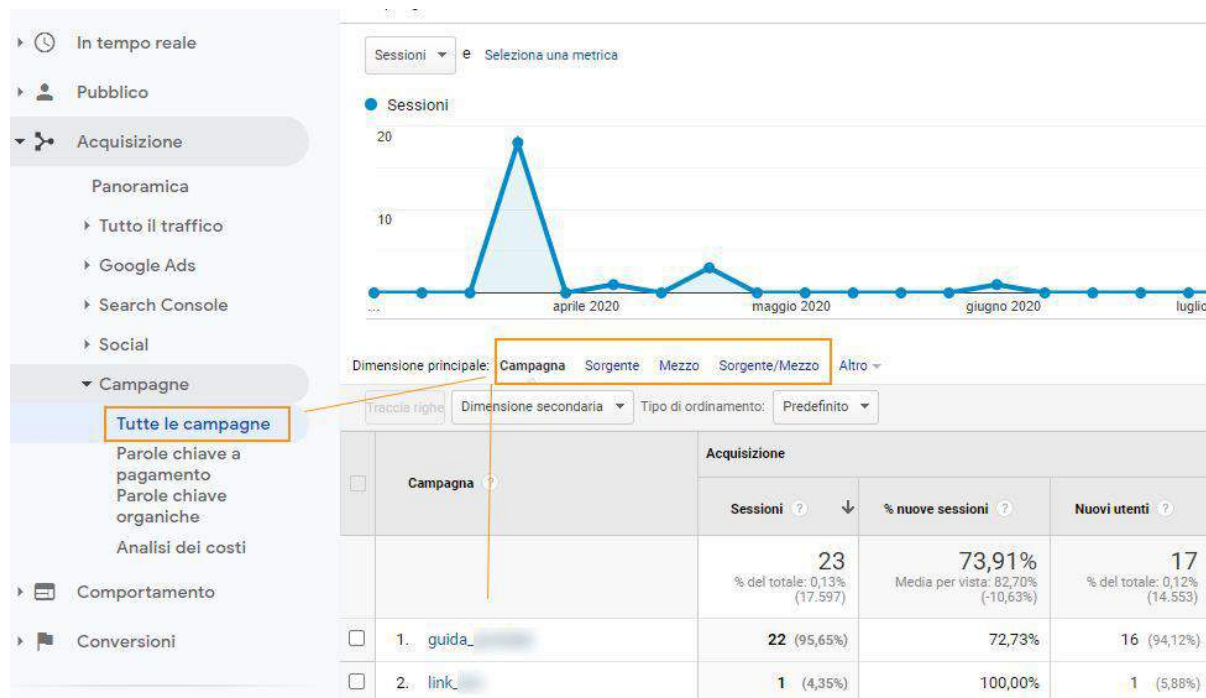 In tempo reale
Pubblico
Acquisizione
Panoramica
Tutto il traffico
Google Ads
Search Console
Social
Campagne
Tutte le campagne
Parole chiave a
pagamento
Parole chiave
organiche
Analisi dei costi
Comportamento
Conversioni
Sessioni e Seleziona una metrica
Sessioni
20
10
... aprile 2020 maggio 2020 giugno 2020 luglio
Dimensione principale: Campagna Sorgente Mezzo Sorgente/Mezzo Altro
Traccia righe Dimensione secondaria Tipo di ordinamento: Predefinito
Acquisizione
Campagna ?
Sessioni ? % nuove sessioni ? Nuovi utenti ?
23 73,91% 17
% del totale: 0,13% Media per vista: 82,70% % del totale: 0,12%
(17.597) (-10,63%) (14.553)
1. guida_ 22 (95,65%) 72,73% 16 (94,12%)
2. link_ 1 (4,35%) 100,00% 1 (5,88%)